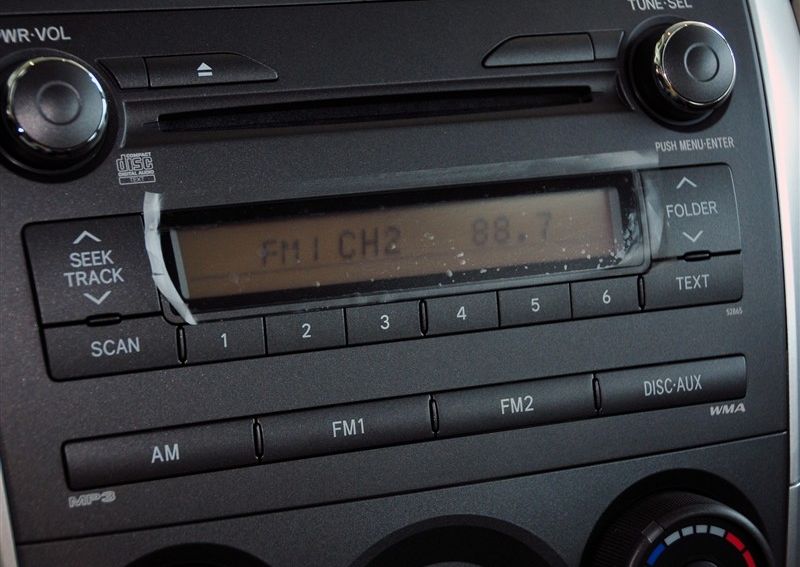 PWR·VOL
TUNE·SEL
COMPACT
disc
DIGITAL AUDIO
TEXT
PUSH MENU·ENTER
SEEK
TRACK
FM1 CH2 88.7
FOLDER
SCAN 1 2 3 4 5 6 TEXT
52865
AM FM1 FM2 DISC·AUX
MP3 WMA